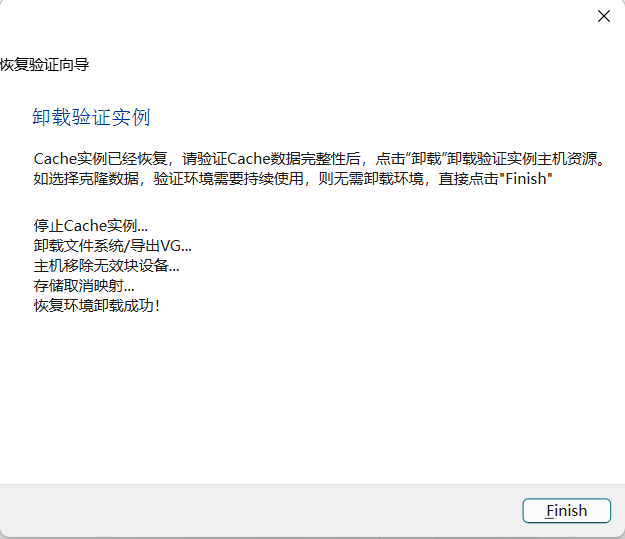 恢复验证向导
卸载验证实例
Cache实例已经恢复，请验证Cache数据完整性后，点击“卸载”卸载验证实例主机资源。
如选择克隆数据，验证环境需要持续使用，则无需卸载环境，直接点击"Finish"
停止Cache实例...
卸载文件系统/导出VG...
主机移除无效块设备...
存储取消映射...
恢复环境卸载成功！
Finish